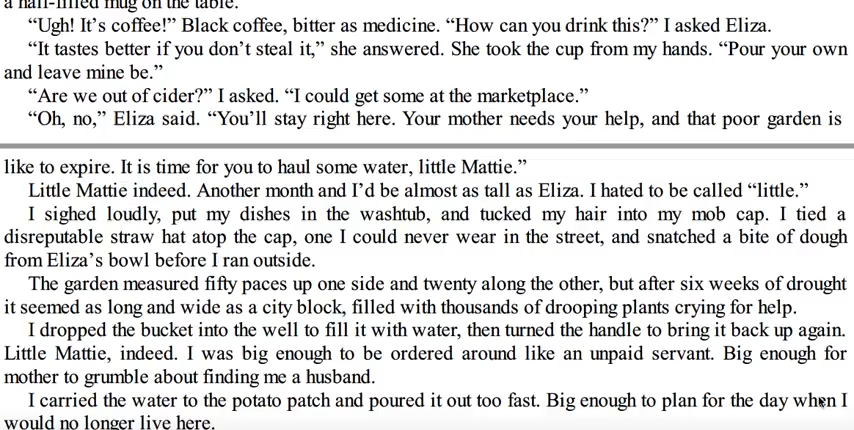 a half-filled mug on the table.
“Ugh! It’s coffee!” Black coffee, bitter as medicine. “How can you drink this?” I asked Eliza.
“It tastes better if you don’t steal it,” she answered. She took the cup from my hands. “Pour your own
and leave mine be.”
“Are we out of cider?” I asked. “I could get some at the marketplace.”
“Oh, no,” Eliza said. “You’ll stay right here. Your mother needs your help, and that poor garden is
like to expire. It is time for you to haul some water, little Mattie.”
Little Mattie indeed. Another month and I’d be almost as tall as Eliza. I hated to be called “little.”
I sighed loudly, put my dishes in the washtub, and tucked my hair into my mob cap. I tied a
disreputable straw hat atop the cap, one I could never wear in the street, and snatched a bite of dough
from Eliza’s bowl before I ran outside.
The garden measured fifty paces up one side and twenty along the other, but after six weeks of drought
it seemed as long and wide as a city block, filled with thousands of drooping plants crying for help.
I dropped the bucket into the well to fill it with water, then turned the handle to bring it back up again.
Little Mattie, indeed. I was big enough to be ordered around like an unpaid servant. Big enough for
mother to grumble about finding me a husband.
I carried the water to the potato patch and poured it out too fast. Big enough to plan for the day when I
would no longer live here.